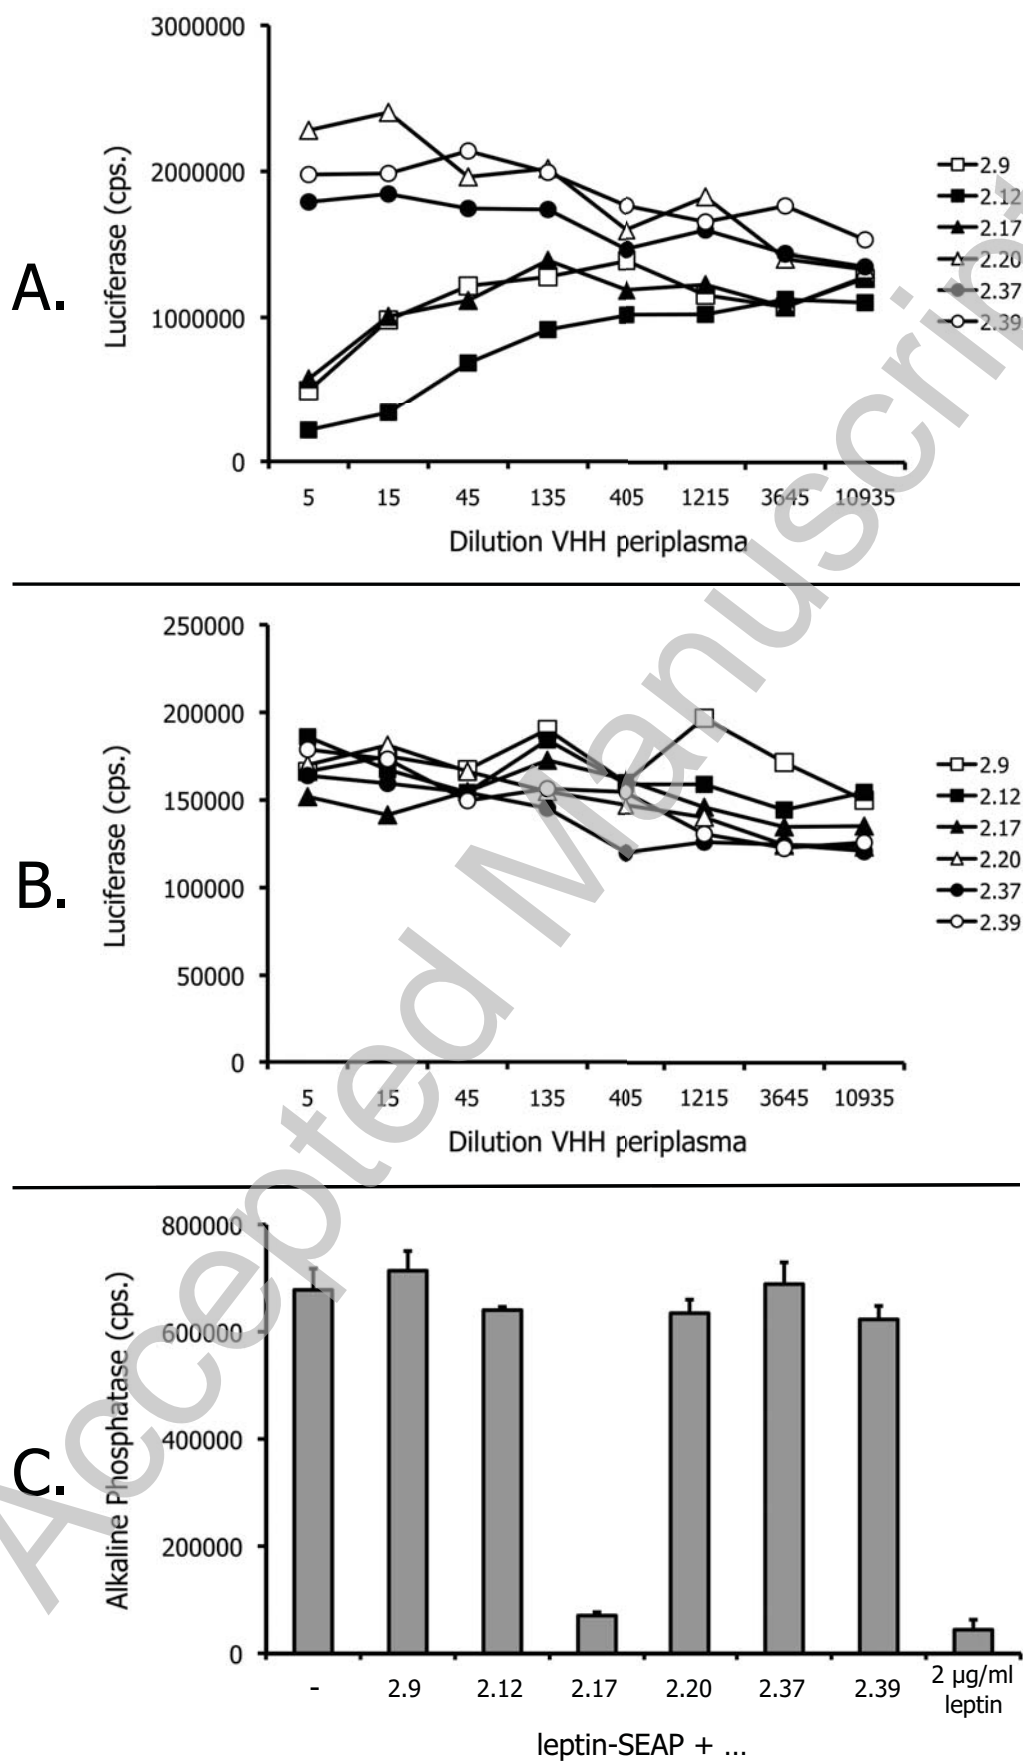 A.
Luciferase (cps.)
3000000
2000000
1000000
0
5 15 45 135 405 1215 3645 10935
Dilution VHH periplasma
2.9
2.12
2.17
2.20
2.37
2.39
B.
Luciferase (cps.)
250000
200000
150000
100000
50000
0
5 15 45 135 405 1215 3645 10935
Dilution VHH periplasma
2.9
2.12
2.17
2.20
2.37
2.39
C.
Alkaline Phosphatase (cps.)
800000
600000
400000
200000
0
- 2.9 2.12 2.17 2.20 2.37 2.39 2 µg/ml
leptin
leptin-SEAP + ...
Accepted Manuscript